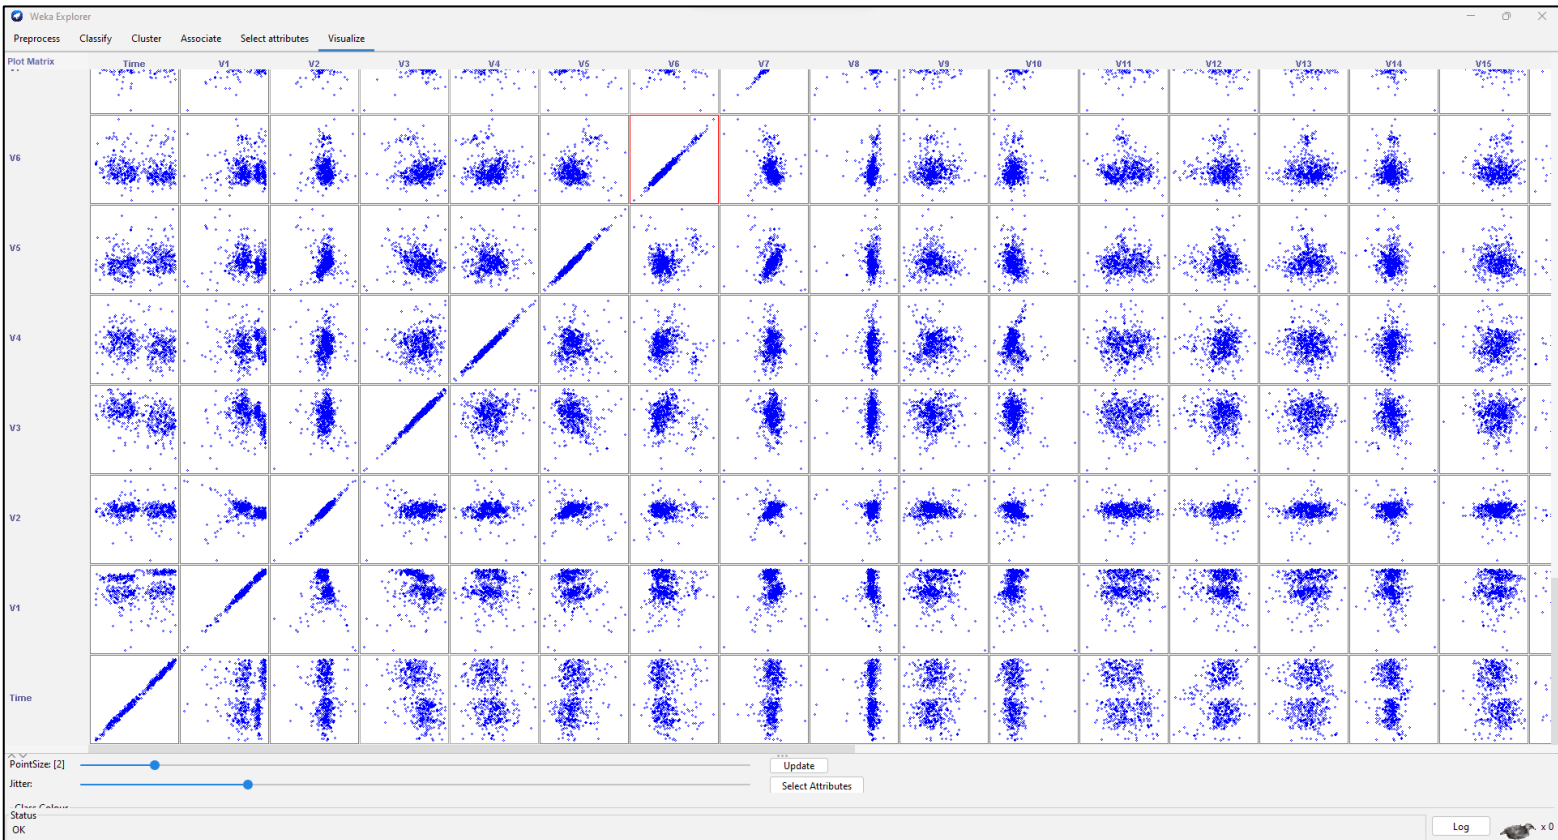 Weka Explorer
Preprocess Classify Cluster Associate Select attributes Visualize
Plot Matrix Time V1 V2 V3 V4 V5 V6 V7 V8 V9 V10 V11 V12 V13 V14 V15
V6
V5
V4
V3
V2
V1
Time
PointSize: [2] Update
Jitter: Select Attributes
Class Colour
Status
OK Log x 0